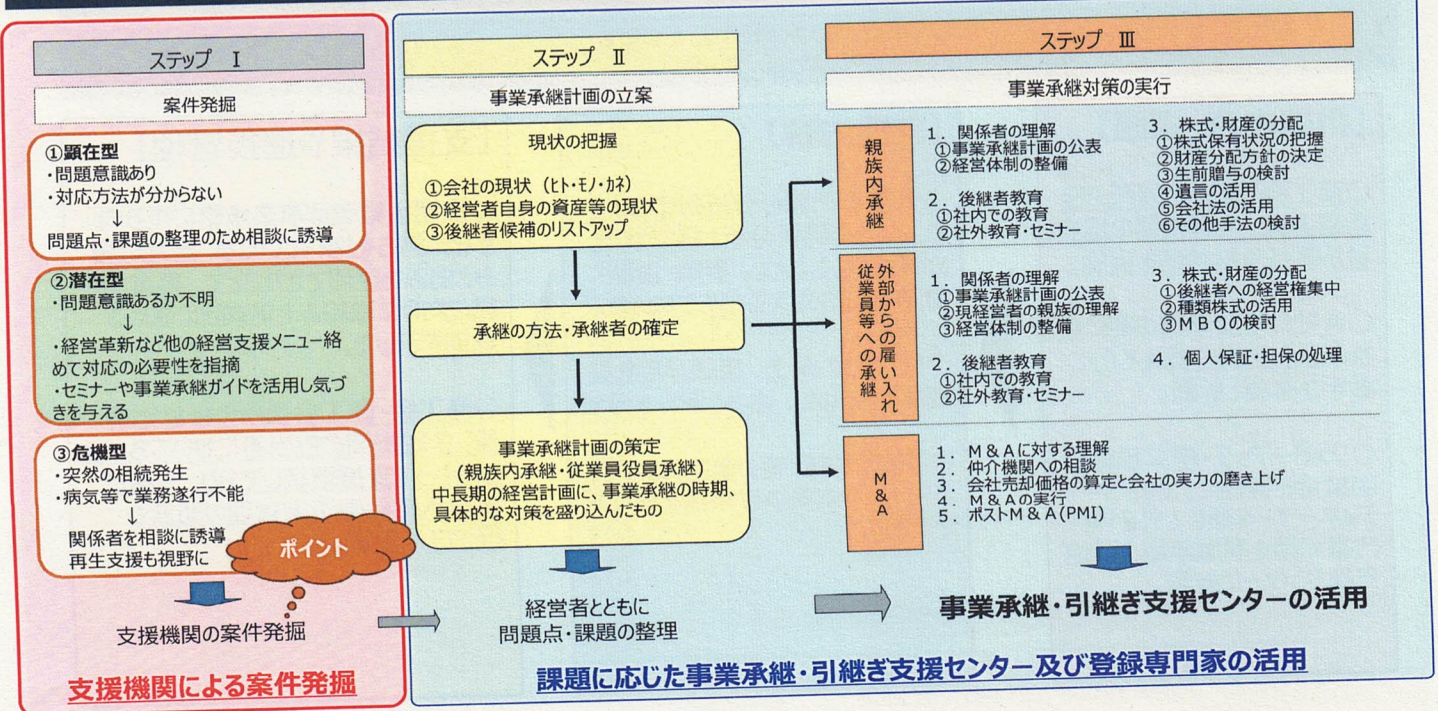 ステップ Ⅰ
案件発掘
①顕在型
・問題意識あり
・対応方法が分からない
↓
問題点・課題の整理のため相談に誘導
②潜在型
・問題意識あるか不明
↓
・経営革新など他の経営支援メニュー絡
めて対応の必要性を指摘
・セミナーや事業承継ガイドを活用し気づ
きを与える
③危機型
・突然の相続発生
・病気等で業務遂行不能
↓
関係者を相談に誘導
再生支援も視野に
ポイント
支援機関の案件発掘
支援機関による案件発掘
ステップ Ⅱ
事業承継計画の立案
現状の把握
①会社の現状（ヒト・モノ・カネ）
②経営者自身の資産等の現状
③後継者候補のリストアップ
承継の方法・承継者の確定
事業承継計画の策定
(親族内承継・従業員役員承継)
中長期の経営計画に、事業承継の時期、
具体的な対策を盛り込んだもの
経営者とともに
問題点・課題の整理
ステップ Ⅲ
事業承継対策の実行
親族内承継
1．関係者の理解
①事業承継計画の公表
②経営体制の整備
2．後継者教育
①社内での教育
②社外教育・セミナー
3．株式・財産の分配
①株式保有状況の把握
②財産分配方針の決定
③生前贈与の検討
④遺言の活用
⑤会社法の活用
⑥その他手法の検討
外部からの雇い入れ
従業員等への承継
1．関係者の理解
①事業承継計画の公表
②現経営者の親族の理解
③経営体制の整備
2．後継者教育
①社内での教育
②社外教育・セミナー
3．株式・財産の分配
①後継者への経営権集中
②種類株式の活用
③ＭＢＯの検討
4．個人保証・担保の処理
Ｍ＆Ａ
1．Ｍ＆Ａに対する理解
2．仲介機関への相談
3．会社売却価格の算定と会社の実力の磨き上げ
4．Ｍ＆Ａの実行
5．ポストＭ＆Ａ(PMI)
事業承継・引継ぎ支援センターの活用
課題に応じた事業承継・引継ぎ支援センター及び登録専門家の活用